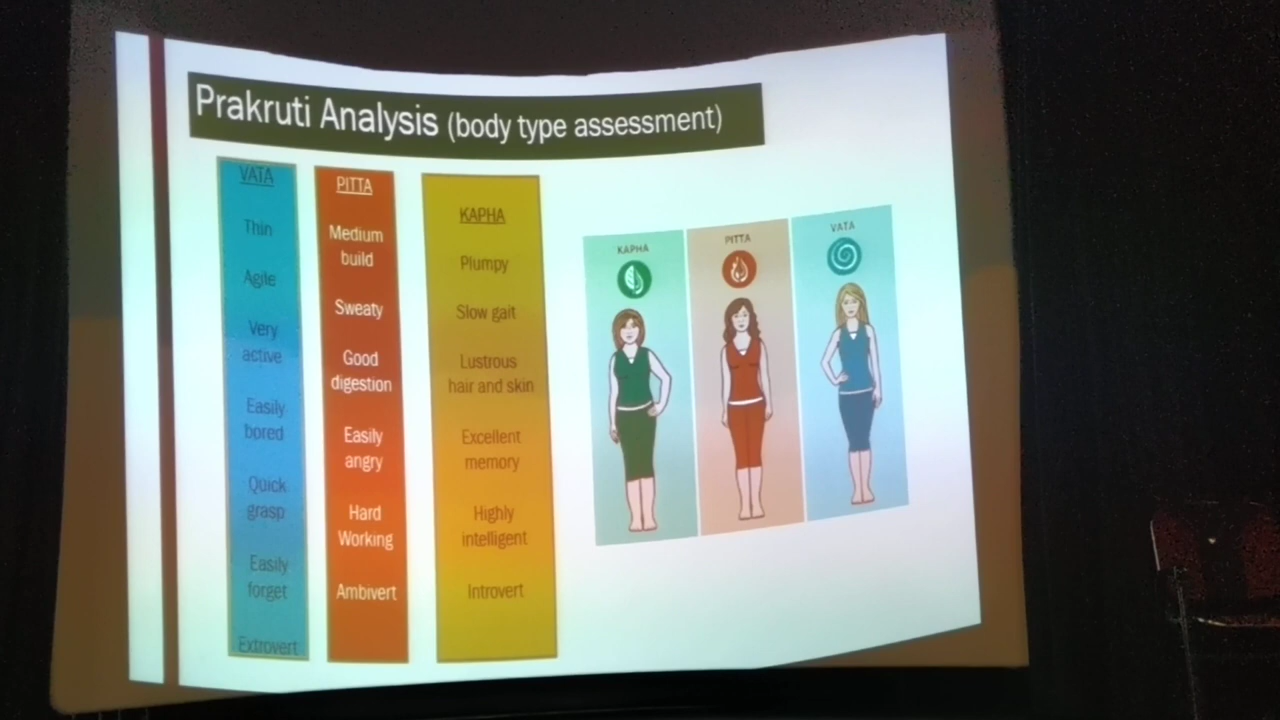 Prakruti Analysis (body type assessment)
VATA
Thin
Agile
Very
active
Easily
bored
Quick
grasp
Easily
forget
Extrovert
PITTA
Medium
build
Sweaty
Good
digestion
Easily
angry
Hard
Working
Ambivert
KAPHA
Plumpy
Slow gait
Lustrous
hair and skin
Excellent
memory
Highly
intelligent
Introvert
KAPHA
PITTA
VATA